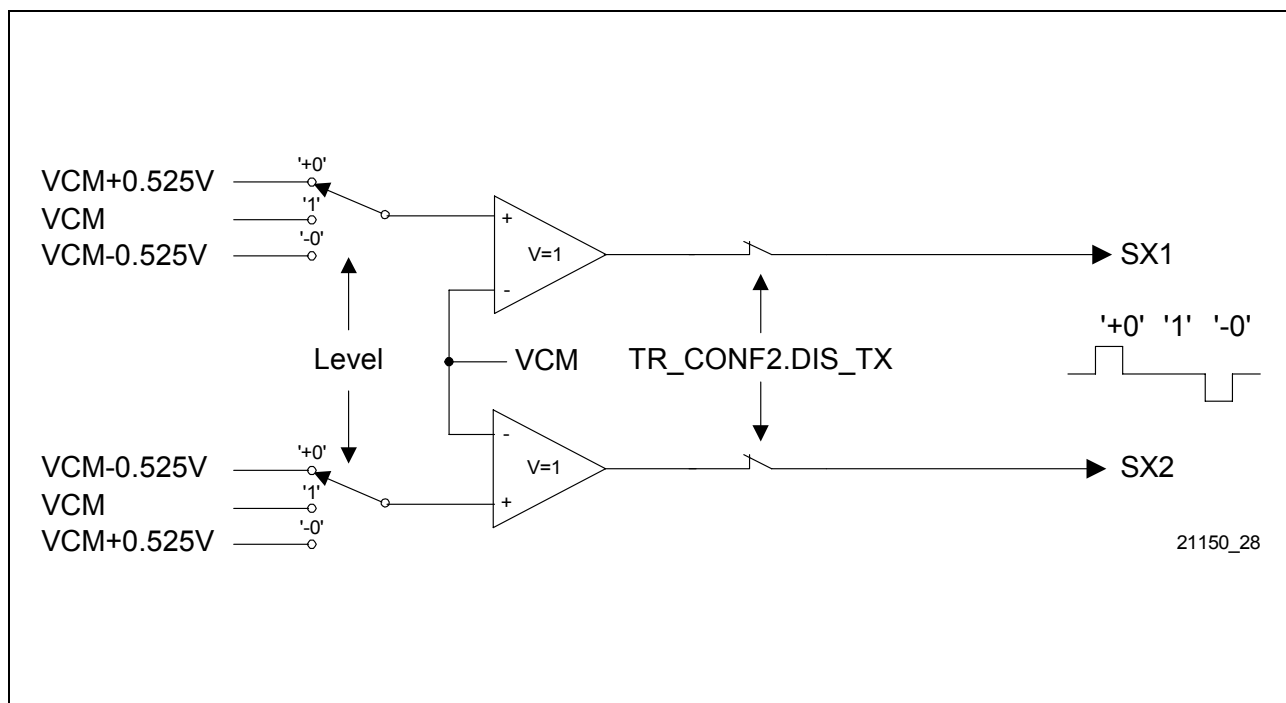 VCM+0.525V
'+0'
VCM
'1'
VCM-0.525V
'-0'
+
V=1
-
SX1
'+0' '1' '-0'
Level
VCM
TR_CONF2.DIS_TX
VCM-0.525V
'+0'
VCM
'1'
VCM+0.525V
'-0'
-
V=1
+
SX2
21150_28